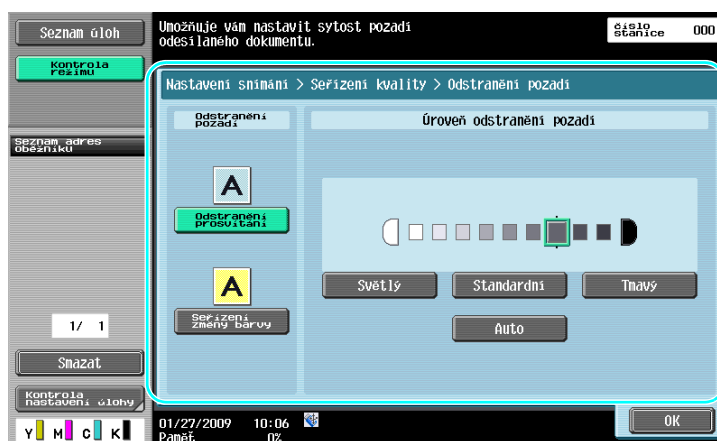 Seznam úloh
Umožňuje vám nastavit sytost pozadí
odesílaného dokumentu.
číslo
stanice
000
Kontrola
režimu
Nastavení snímání > Seřízení kvality > Odstranění pozadí
Odstranění
pozadí
Úroveň odstranění pozadí
Seznam adres
Oběžníků
A
Odstranění
prosvítání
Světlý
Standardní
Tmavý
A
Seřízení
změny barvy
Auto
1/ 1
Smazat
Kontrola
nastavení úlohy
01/27/2009 10:06
Paměť 0%
OK
Y M C K